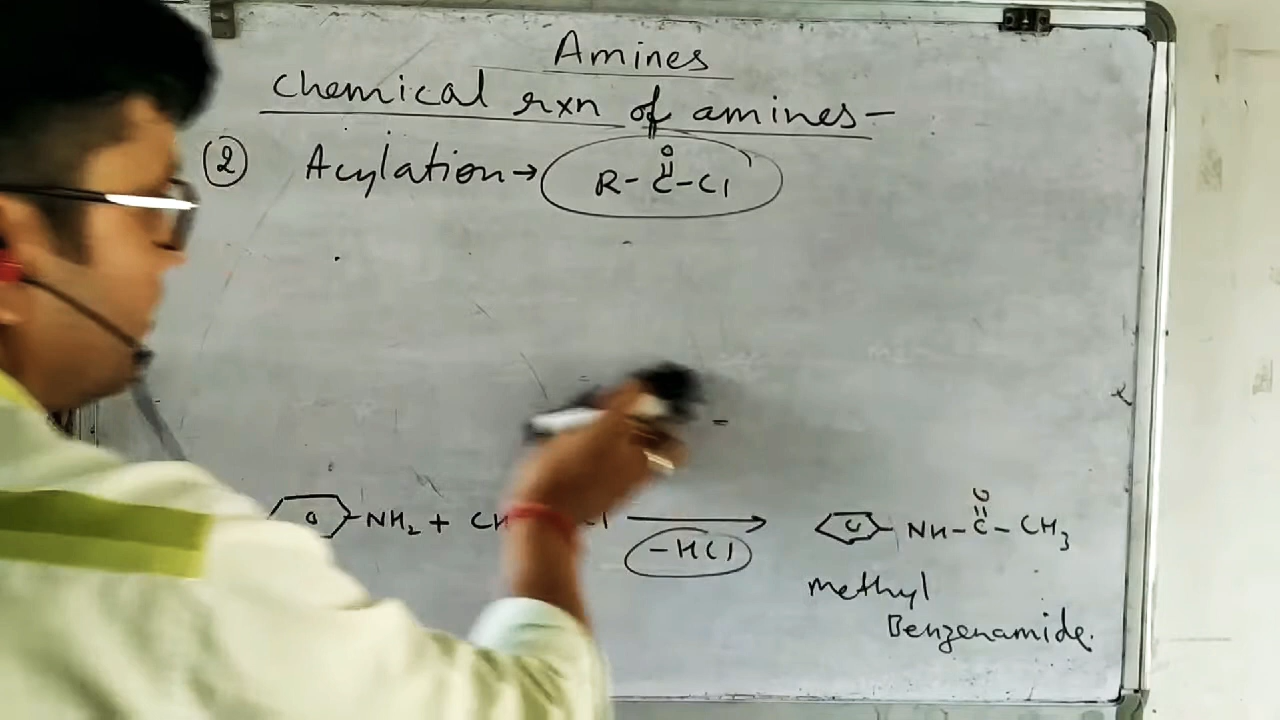 Amines
Chemical rxn of amines-
② Acylation → R-C-Cl
O
NH₂ + CH l → -NH-C-CH₃
O
-HCl
methyl
Benzenamide.